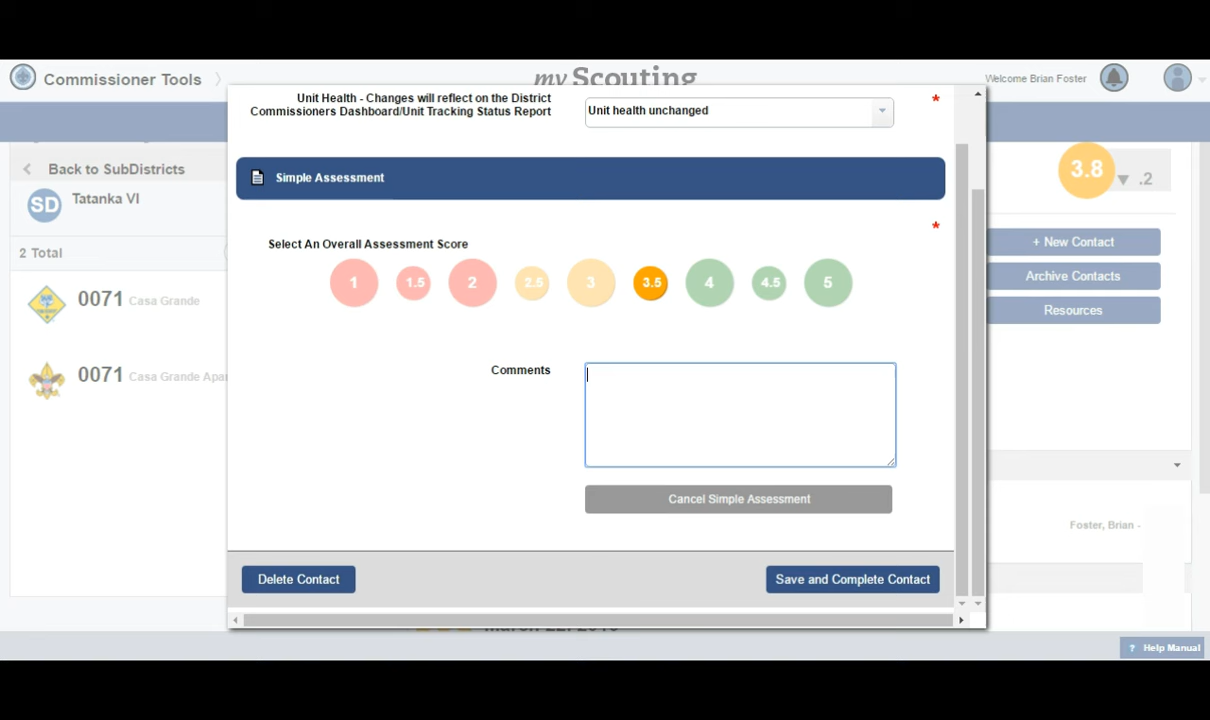 Commissioner Tools
my Scouting
Welcome Brian Foster
Unit Health - Changes will reflect on the District
Commissioners Dashboard/Unit Tracking Status Report
Unit health unchanged
*
Back to SubDistricts
SD
Tatanka VI
2 Total
0071 Casa Grande
0071 Casa Grande Apar
Simple Assessment
*
Select An Overall Assessment Score
1 1.5 2 2.5 3 3.5 4 4.5 5
Comments
Cancel Simple Assessment
Delete Contact
Save and Complete Contact
3.8
.2
+ New Contact
Archive Contacts
Resources
Foster, Brian -
? Help Manual